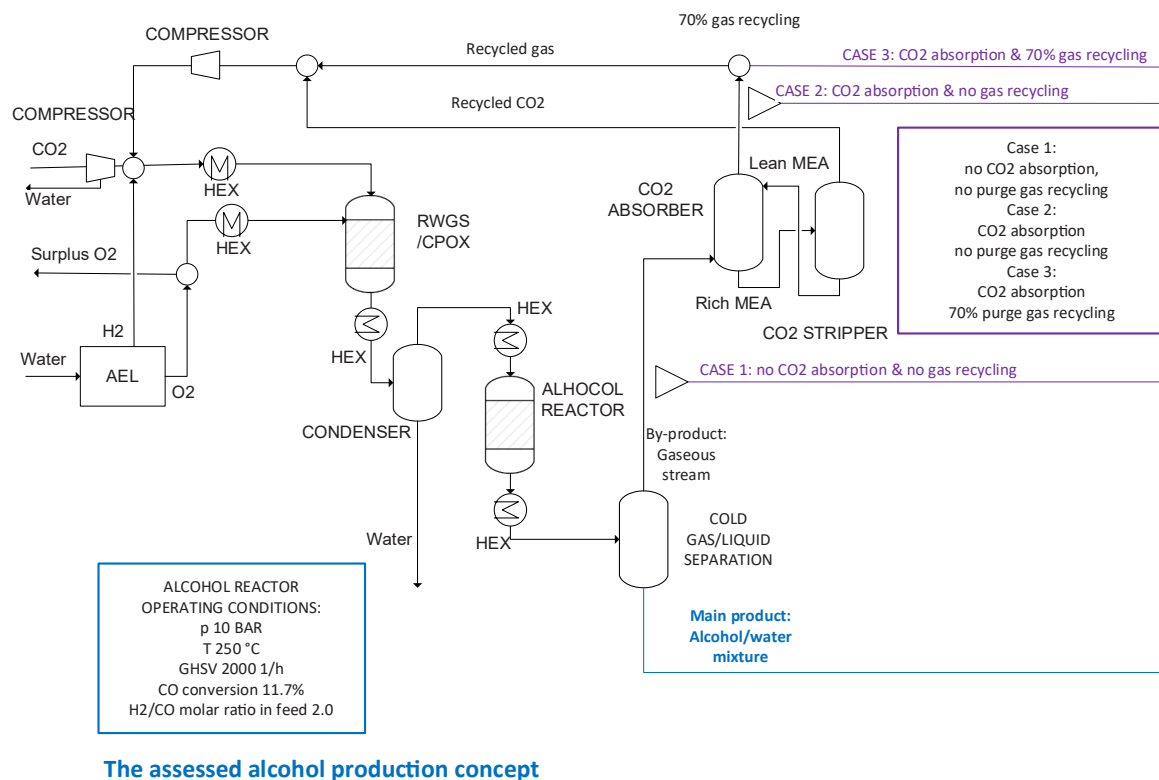 70% gas recycling
COMPRESSOR
Recycled gas
CASE 3: CO2 absorption & 70% gas recycling
CASE 2: CO2 absorption & no gas recycling
Recycled CO2
COMPRESSOR
CO2
Water
HEX
Lean MEA
CO2
ABSORBER
Case 1:
no CO2 absorption,
no purge gas recycling
Case 2:
CO2 absorption
no purge gas recycling
Case 3:
CO2 absorption
70% purge gas recycling
HEX
RWGS
/CPOX
Surplus O2
Rich MEA
CO2 STRIPPER
H2
HEX
Water
AEL
O2
HEX
CASE 1: no CO2 absorption & no gas recycling
ALHOCOL
REACTOR
CONDENSER
By-product:
Gaseous
stream
Water
HEX
COLD
GAS/LIQUID
SEPARATION
ALCOHOL REACTOR
OPERATING CONDITIONS:
p 10 BAR
T 250 °C
GHSV 2000 1/h
CO conversion 11.7%
H2/CO molar ratio in feed 2.0
Main product:
Alcohol/water
mixture
The assessed alcohol production concept